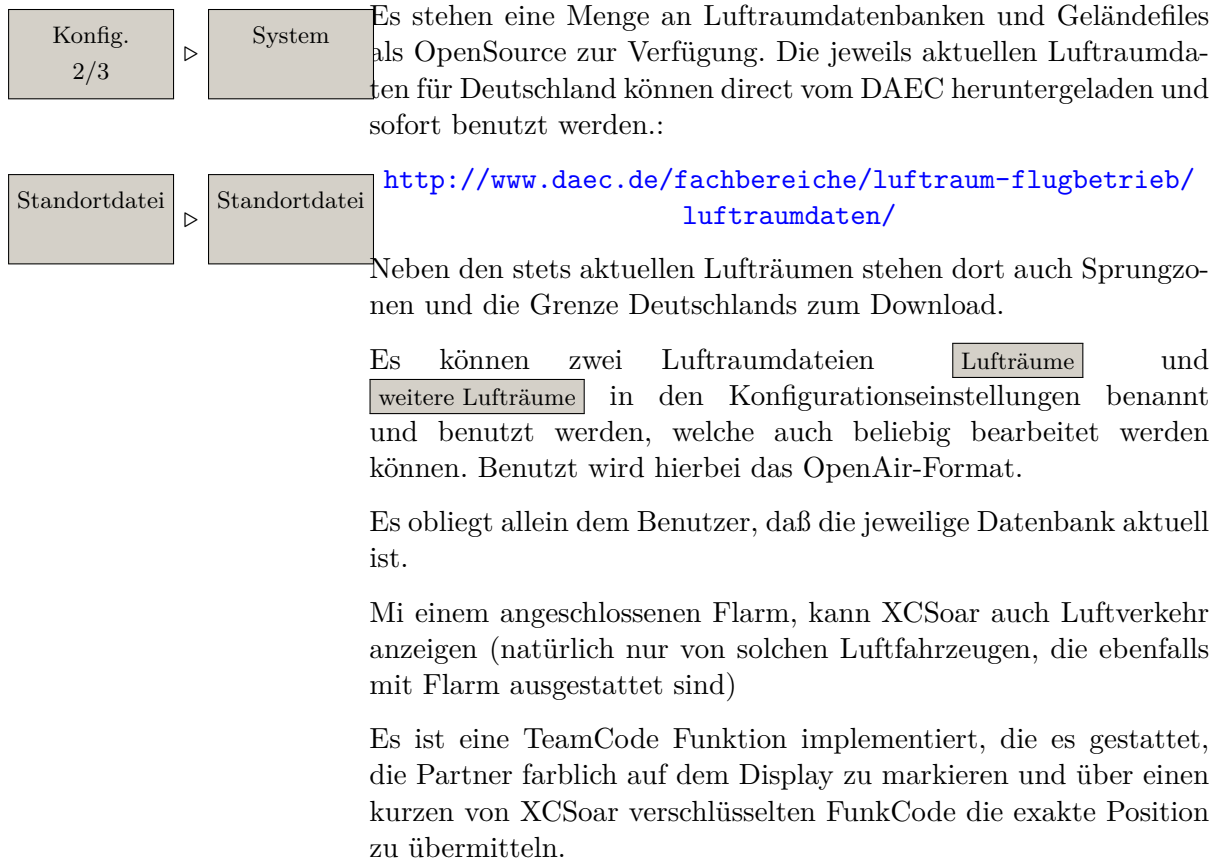 Konfig.
2/3
▷
System
Es stehen eine Menge an Luftraumdatenbanken und Geländefiles
als OpenSource zur Verfügung. Die jeweils aktuellen Luftraumda-
ten für Deutschland können direct vom DAEC heruntergeladen und
sofort benutzt werden.:
Standortdatei
▷
Standortdatei
http://www.daec.de/fachbereiche/luftraum-flugbetrieb/
luftraumdaten/
Neben den stets aktuellen Lufträumen stehen dort auch Sprungzo-
nen und die Grenze Deutschlands zum Download.
Es können zwei Luftraumdateien Lufträume und
weitere Lufträume in den Konfigurationseinstellungen benannt
und benutzt werden, welche auch beliebig bearbeitet werden
können. Benutzt wird hierbei das OpenAir-Format.
Es obliegt allein dem Benutzer, daß die jeweilige Datenbank aktuell
ist.
Mi einem angeschlossenen Flarm, kann XCSoar auch Luftverkehr
anzeigen (natürlich nur von solchen Luftfahrzeugen, die ebenfalls
mit Flarm ausgestattet sind)
Es ist eine TeamCode Funktion implementiert, die es gestattet,
die Partner farblich auf dem Display zu markieren und über einen
kurzen von XCSoar verschlüsselten FunkCode die exakte Position
zu übermitteln.